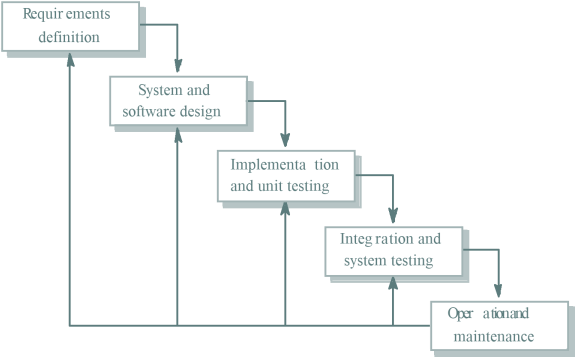 Requir ements
definition
System and
software design
Implementa tion
and unit testing
Integ ration and
system testing
Oper ation and
maintenance